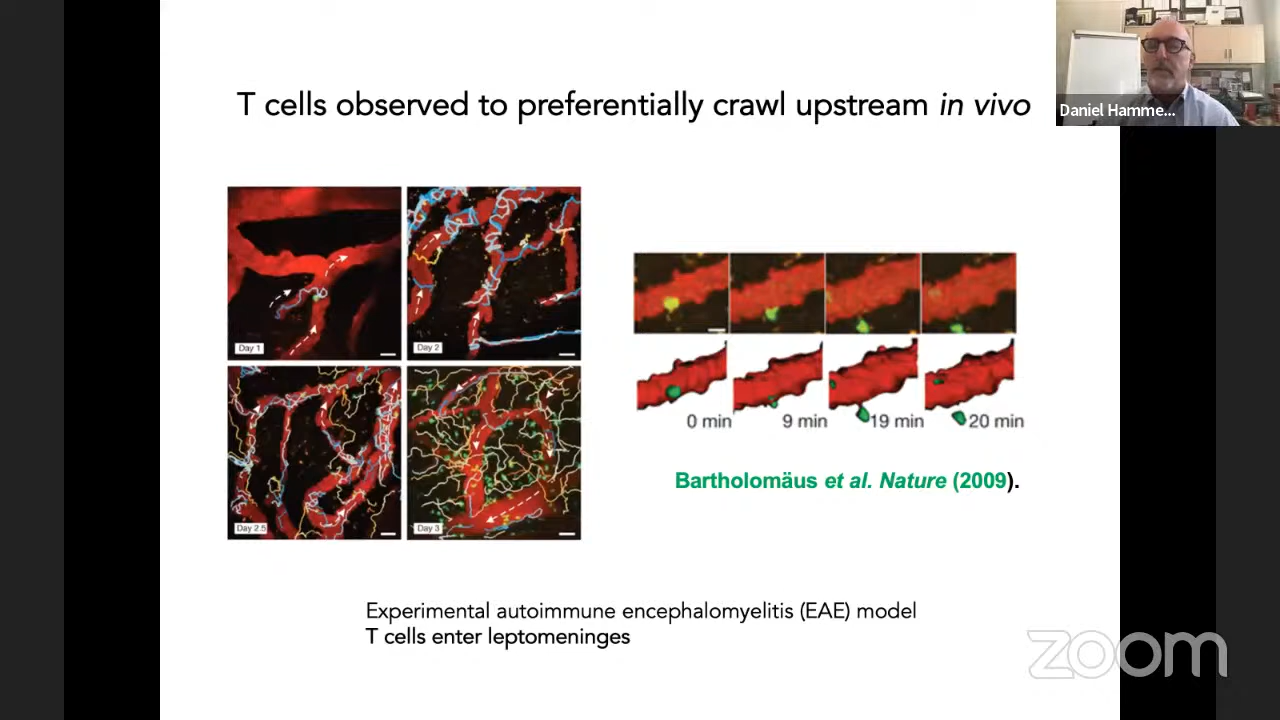 T cells observed to preferentially crawl upstream in vivo
Daniel Hamme...
Day 1
Day 2
Day 2.5
Day 3
0 min
9 min
19 min
20 min
Bartholomäus et al. Nature (2009).
Experimental autoimmune encephalomyelitis (EAE) model
T cells enter leptomeninges
zoom